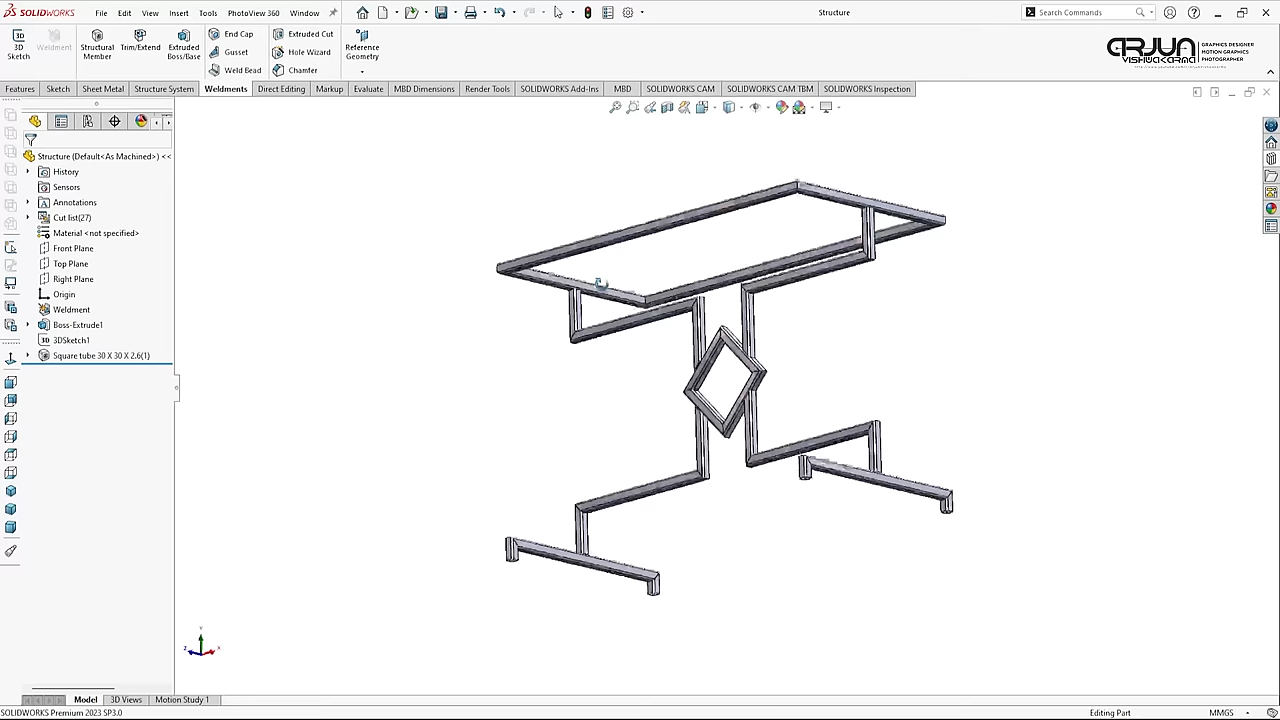 SOLIDWORKS
File Edit View Insert Tools PhotoView 360 Window
Structure
Search Commands
3D Sketch
Weldment
Structural Member
Trim/Extend
Extruded Boss/Base
End Cap
Gusset
Weld Bead
Extruded Cut
Hole Wizard
Chamfer
Reference Geometry
ARJUN
VISHWAKARMA
GRAPHICS DESIGNER
MOTION GRAPHICS
PHOTOGRAPHER
Features Sketch Sheet Metal Structure System Weldments Direct Editing Markup Evaluate MBD Dimensions Render Tools SOLIDWORKS Add-Ins MBD SOLIDWORKS CAM SOLIDWORKS CAM TBM SOLIDWORKS Inspection
Structure (Default<As Machined>) <<
History
Sensors
Annotations
Cut list(27)
Material <not specified>
Front Plane
Top Plane
Right Plane
Origin
Weldment
Boss-Extrude1
3DSketch1
Square tube 30 X 30 X 2.6(1)
Y
Z
X
Model 3D Views Motion Study 1
SOLIDWORKS Premium 2023 SP3.0
Editing Part
MMGS